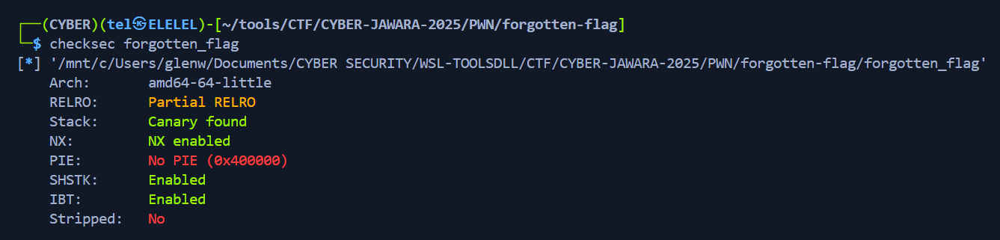 ┌──(CYBER)(tel㉿ELELEL)-[~/tools/CTF/CYBER-JAWARA-2025/PWN/forgotten-flag]
└─$ checksec forgotten_flag
[*] '/mnt/c/Users/glenw/Documents/CYBER SECURITY/WSL-TOOLSDLL/CTF/CYBER-JAWARA-2025/PWN/forgotten-flag/forgotten_flag'
    Arch:       amd64-64-little
    RELRO:      Partial RELRO
    Stack:      Canary found
    NX:         NX enabled
    PIE:        No PIE (0x400000)
    SHSTK:      Enabled
    IBT:        Enabled
    Stripped:   No